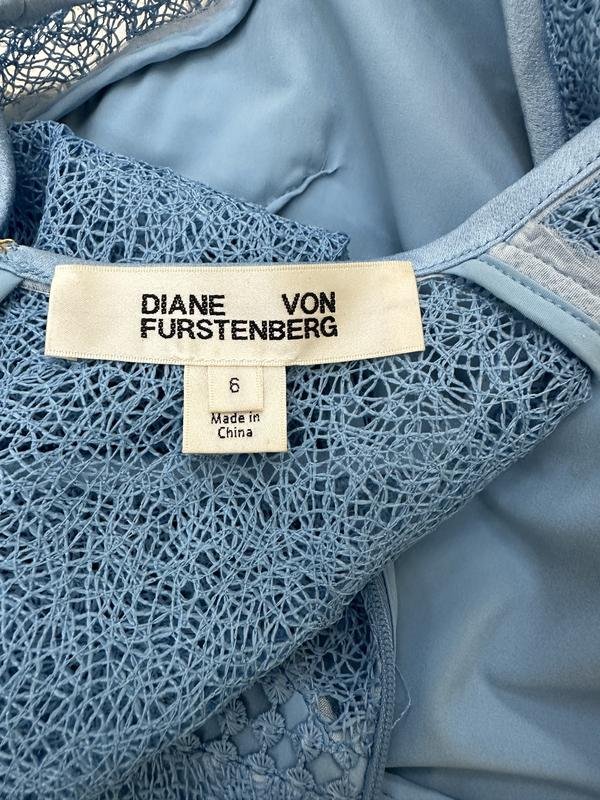 DIANE VON
FURSTENBERG
6
Made in
China